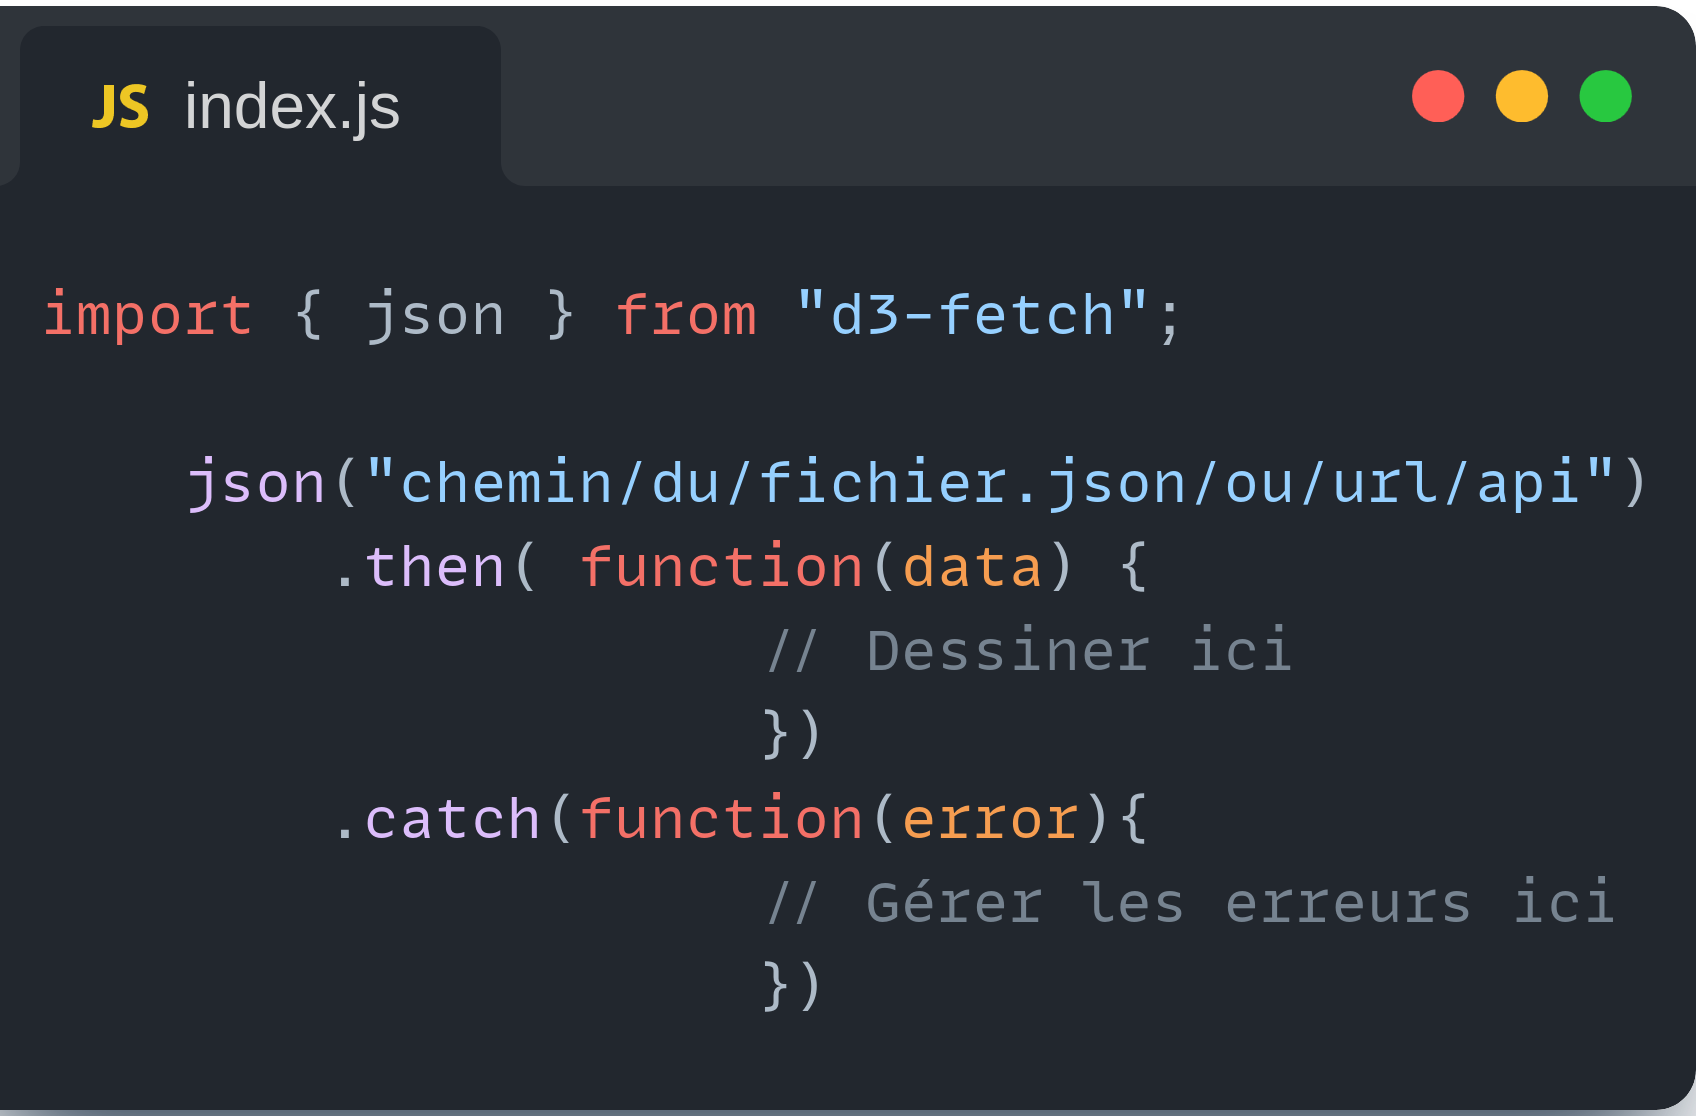 JS index.js
import { json } from "d3-fetch";
json("chemin/du/fichier.json/ou/url/api")
.then( function(data) {
// Dessiner ici
})
.catch(function(error){
// Gérer les erreurs ici
})